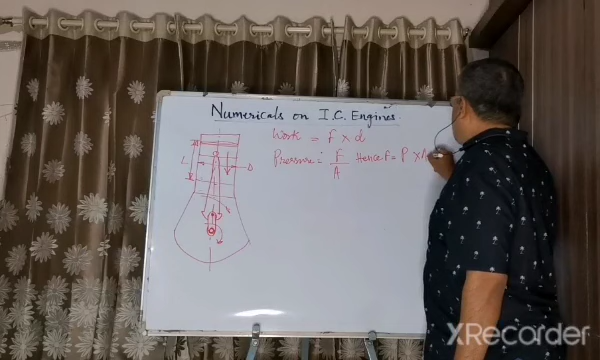 Numericals on I.C. Engines
Work = F x d
Pressure = F/A Hence F = P x A
L
D
XRecorder